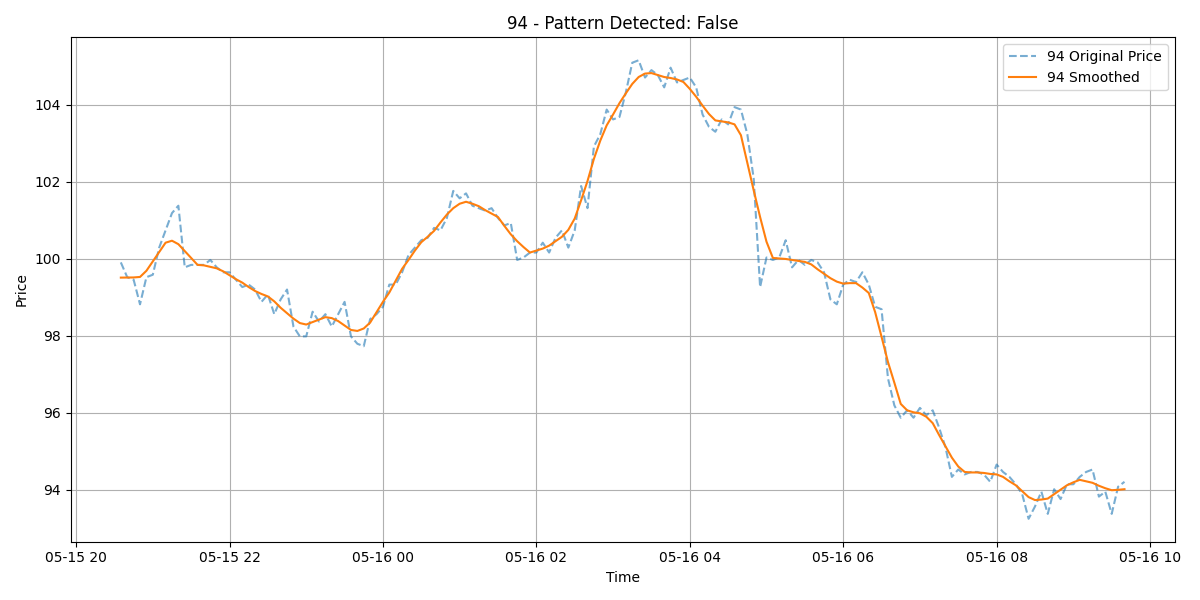 94 - Pattern Detected: False
94 Original Price
94 Smoothed
Price
104
102
100
98
96
94
05-15 20
05-15 22
05-16 00
05-16 02
05-16 04
05-16 06
05-16 08
05-16 10
Time